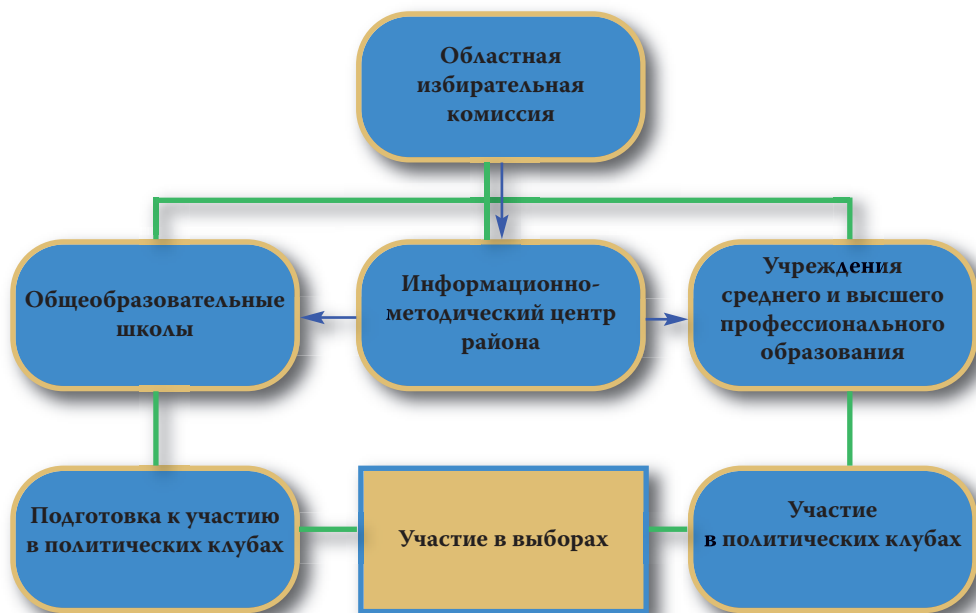 Областная
избирательная
комиссия
Общеобразовательные
школы
Информационно-
методический центр
района
Учреждения
среднего и высшего
профессионального
образования
Подготовка к участию
в политических клубах
Участие в выборах
Участие
в политических клубах